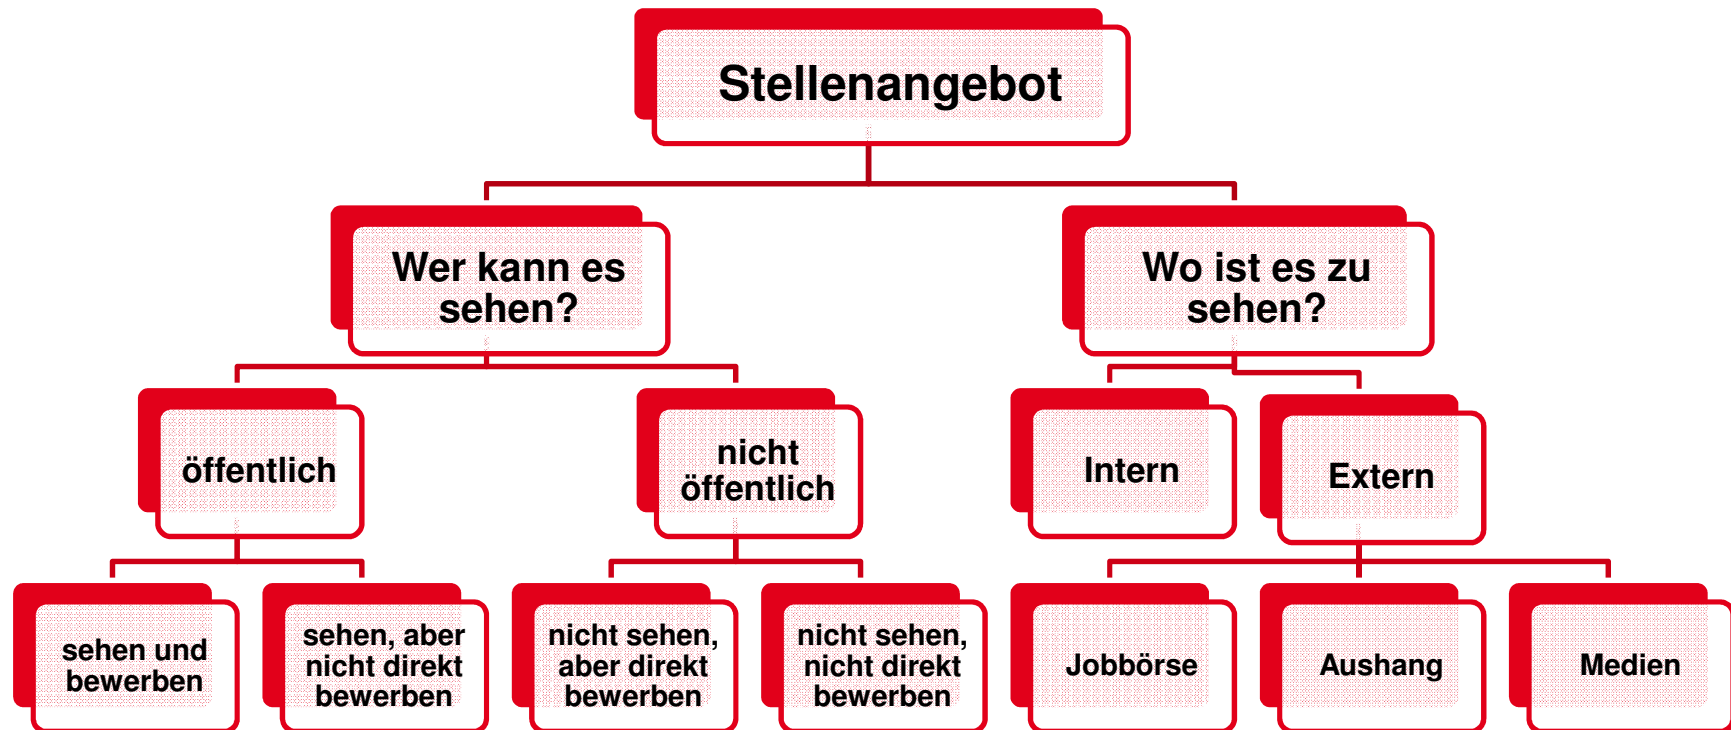 Stellenangebot
Wer kann es
sehen?
Wo ist es zu
sehen?
öffentlich
nicht
öffentlich
Intern
Extern
sehen und
bewerben
sehen, aber
nicht direkt
bewerben
nicht sehen,
aber direkt
bewerben
nicht sehen,
nicht direkt
bewerben
Jobbörse
Aushang
Medien